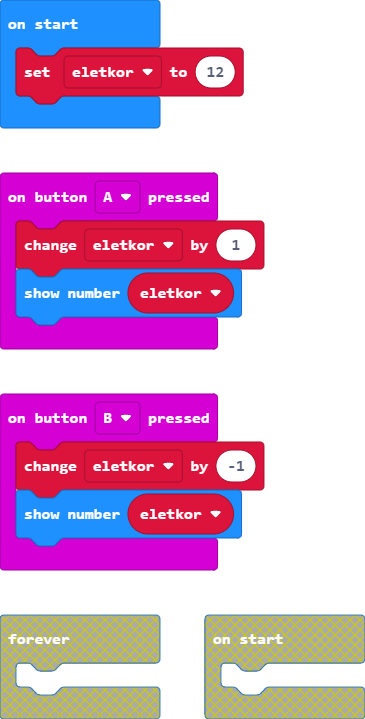 on start
set eletkor to 12
on button A pressed
change eletkor by 1
show number eletkor
on button B pressed
change eletkor by -1
show number eletkor
forever
on start